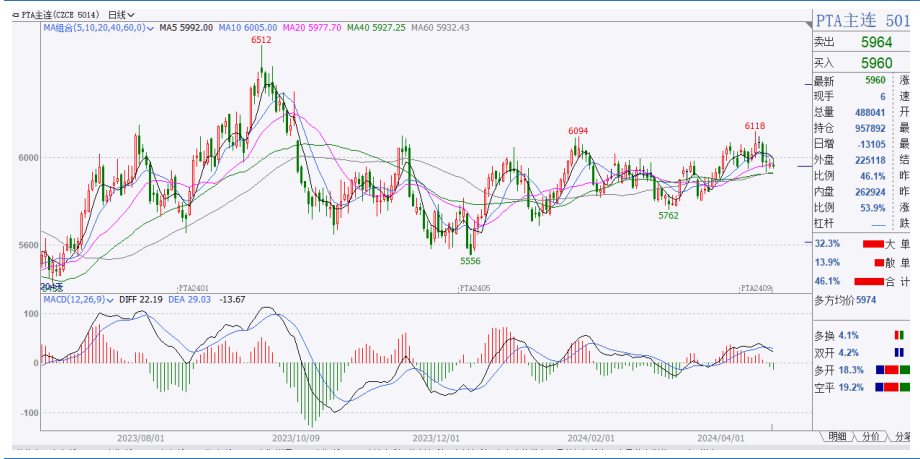 PTA主连(CZCE 5014) 日线
MA组合(5,10,20,40,60,0) MA5 5992.00 MA10 6005.00 MA20 5977.70 MA40 5927.25 MA60 5932.43
6512
6118
6094
6000
5762
5600
5556
PTA2401
PTA2405
PTA2409
MACD(12,26,9) DIFF 22.19 DEA 29.03 -13.67
100
0
-100
2023/08/01
2023/10/09
2023/12/01
2024/02/01
2024/04/01
PTA主连 501
卖出 5964
买入 5960
最新 5960 涨
现手 6 速
总量 488041 开
持仓 957892 最
日增 -13105 最
外盘 225118 结
比例 46.1% 昨
内盘 262924 昨
比例 53.9% 涨
杠杆 ----- 跌
32.3% 大 单
13.9% 散 单
46.1% 合 计
多方均价 5974
多换 4.1%
双开 4.2%
多开 18.3%
空平 19.2%
明细 分价 分笔